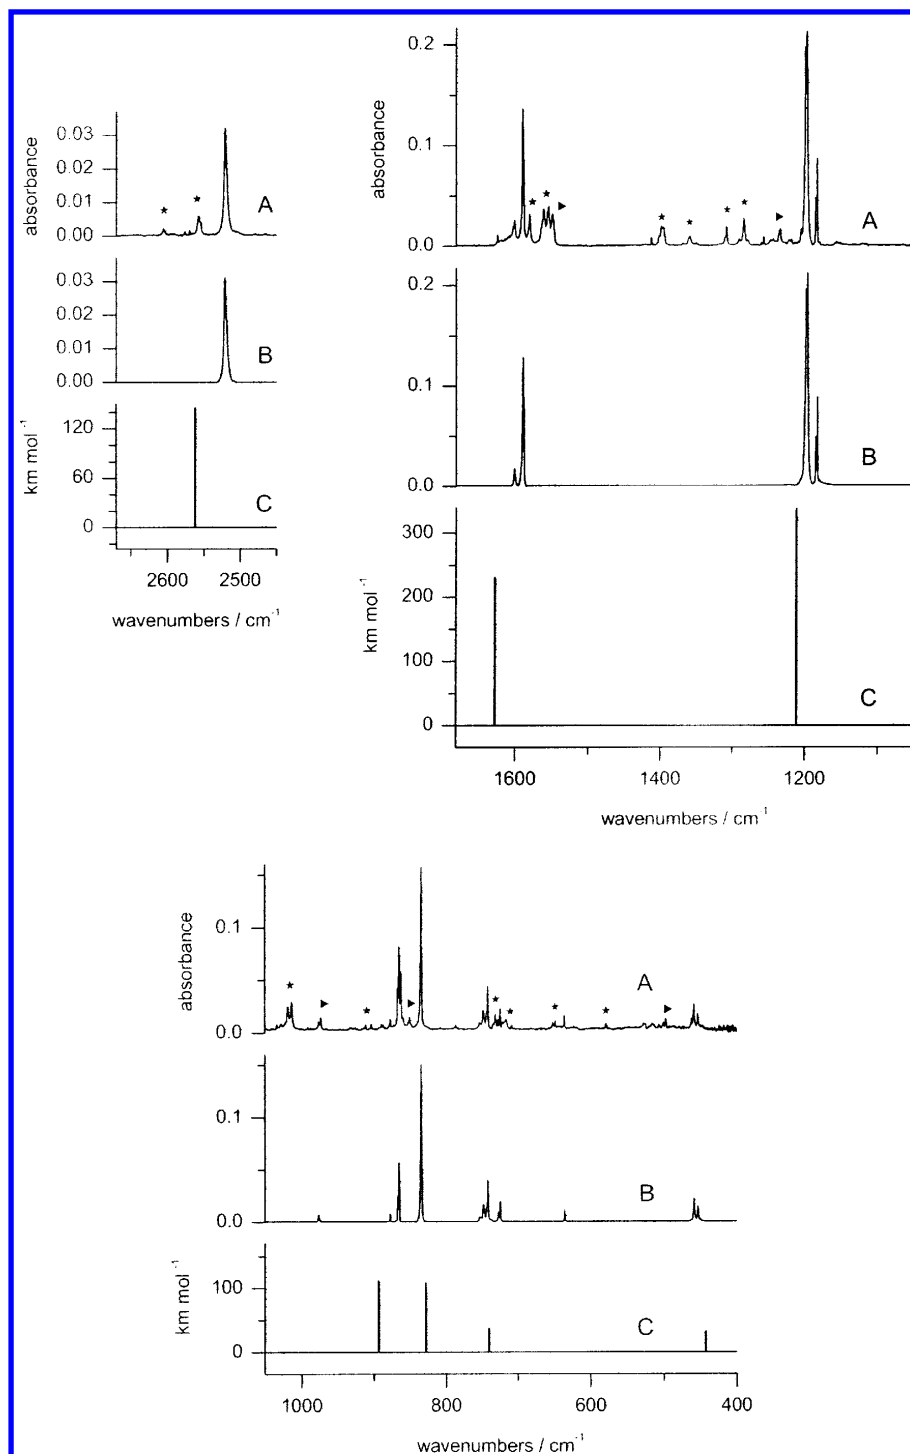 absorbance
0.03
0.02
0.01
0.00
★
★
A
0.03
0.02
0.01
0.00
B
km mol⁻¹
120
60
0
C
2600 2500
wavenumbers / cm⁻¹
absorbance
0.2
0.1
0.0
★ ★ ►
★ ★ ★ ★ ►
A
0.2
0.1
0.0
B
km mol⁻¹
300
200
100
0
C
1600 1400 1200
wavenumbers / cm⁻¹
absorbance
0.1
0.0
★ ► ★ ► ★ ★ ★ ★ ►
A
0.1
0.0
B
km mol⁻¹
100
0
C
1000 800 600 400
wavenumbers / cm⁻¹